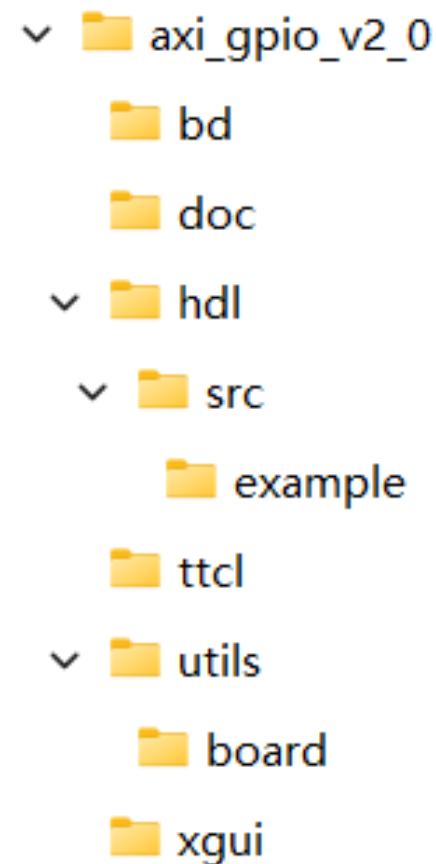 axi_gpio_v2_0
bd
doc
hdl
src
example
ttcl
utils
board
xgui